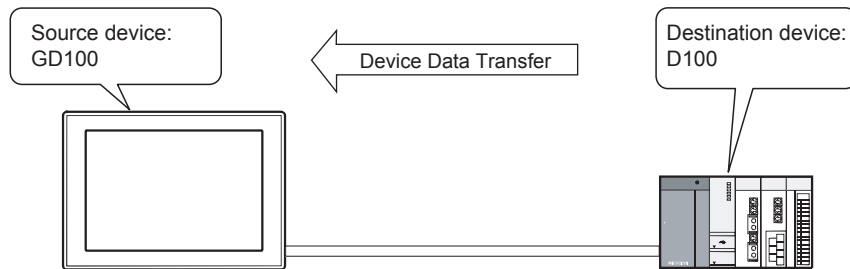 Source device:
GD100
Device Data Transfer
Destination device:
D100